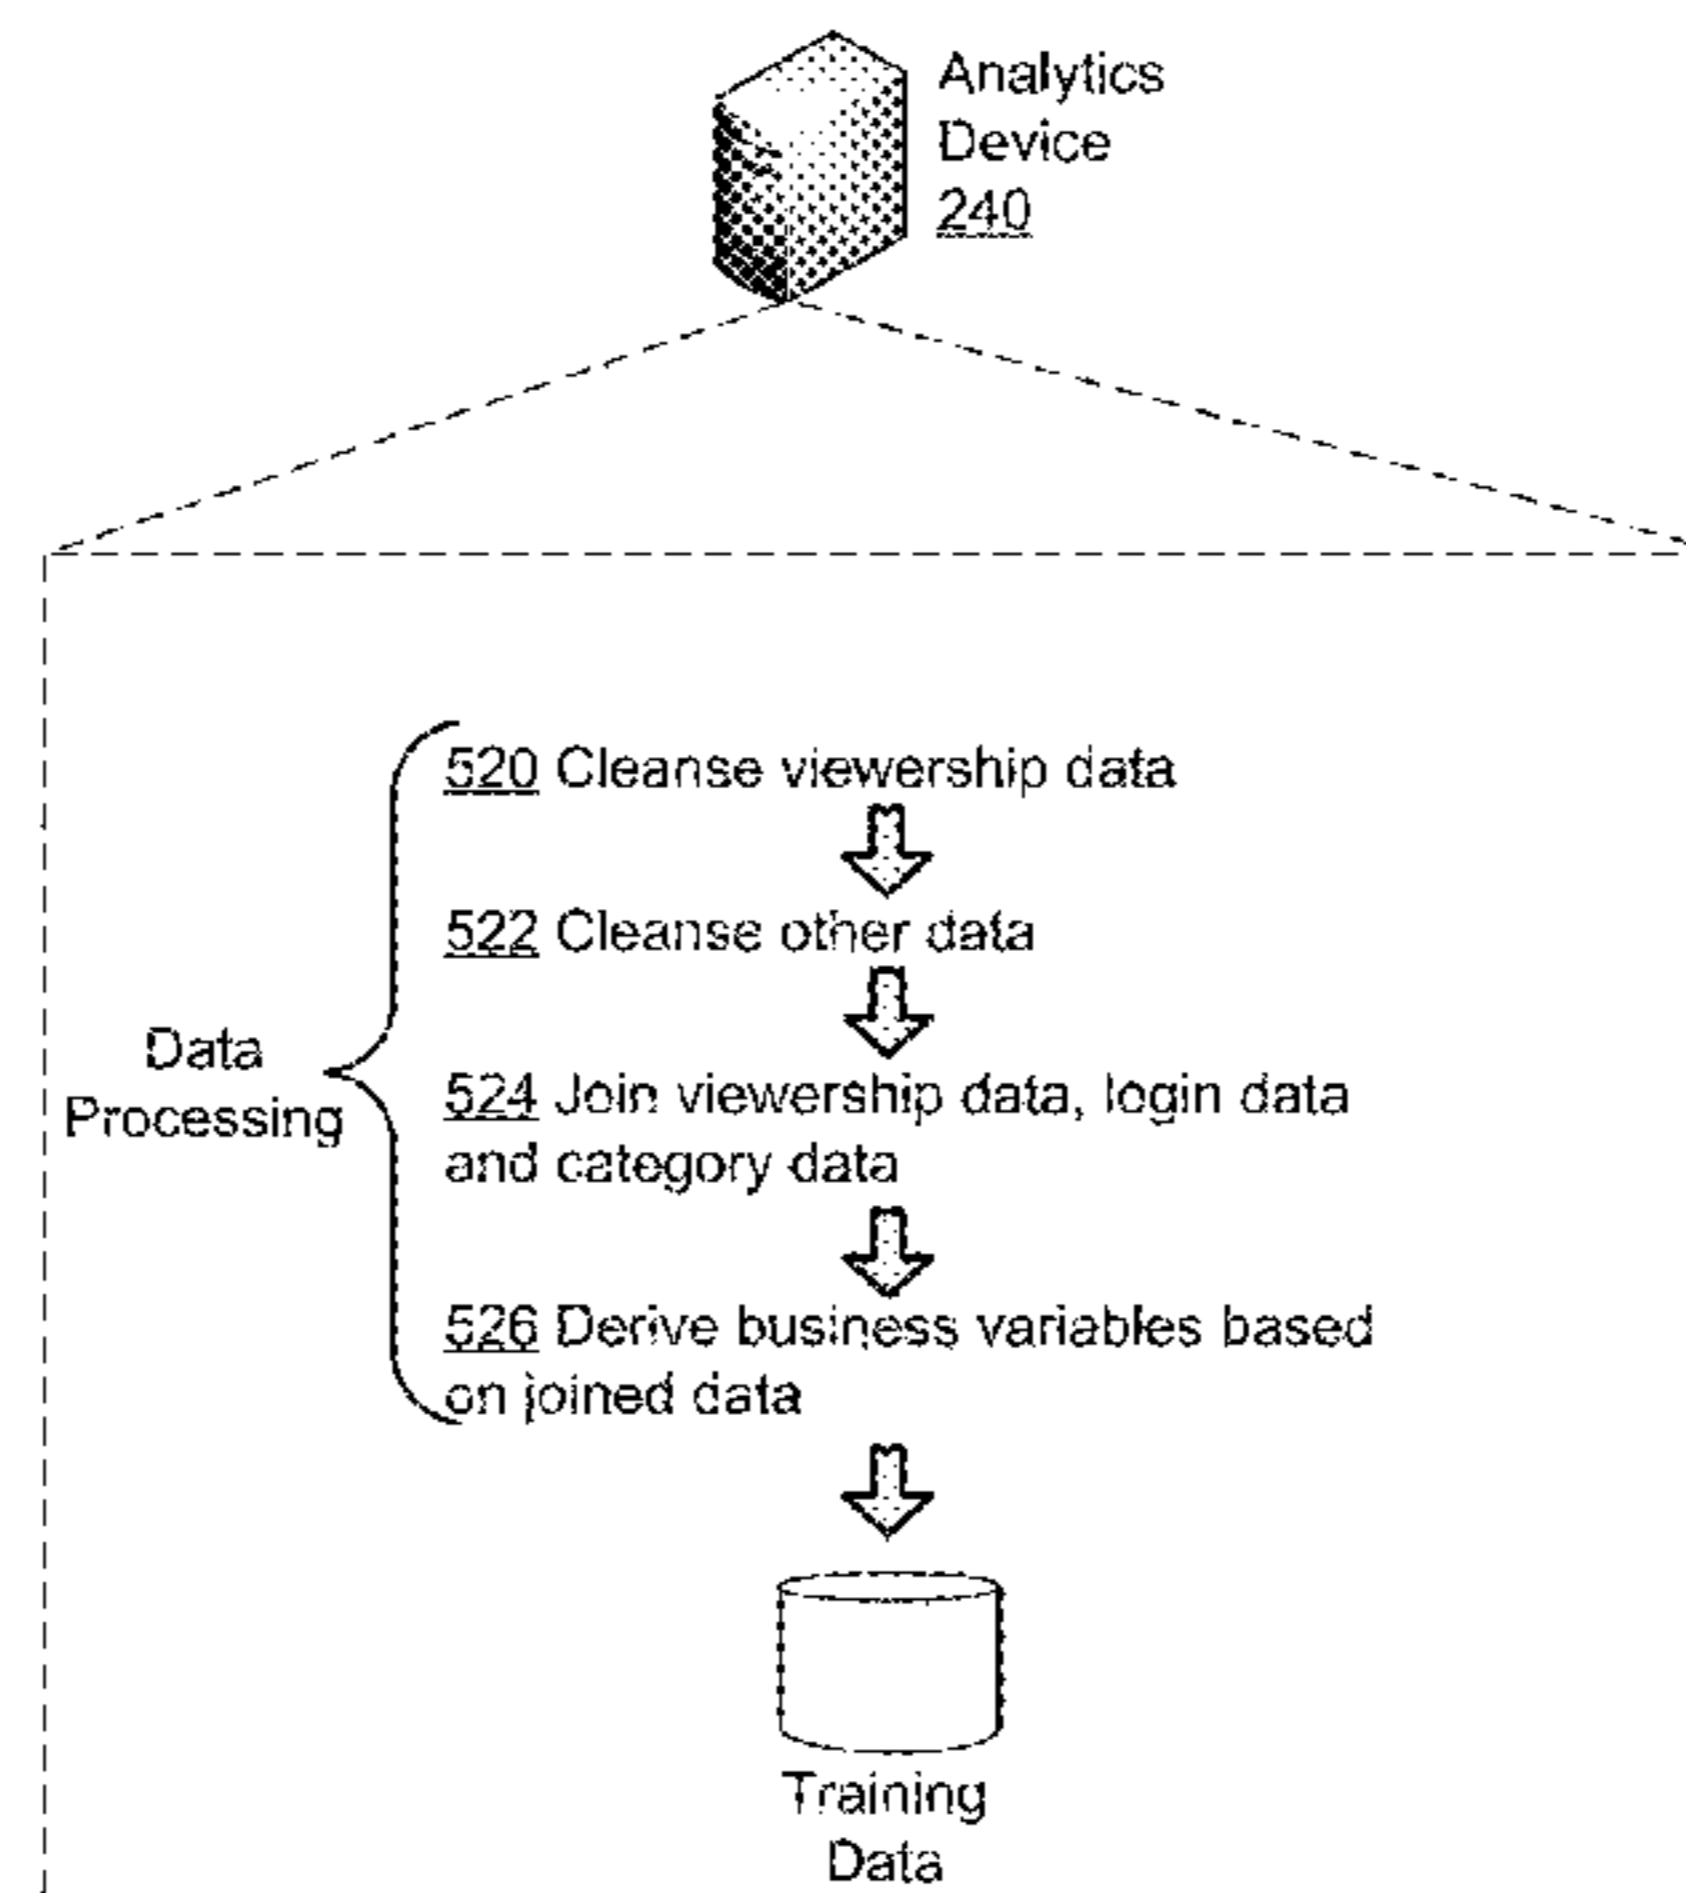 Analytics
Device
240
520 Cleanse viewership data
522 Cleanse other data
Data
Processing
524 Join viewership data, login data
and category data
526 Derive business variables based
on joined data
Training
Data